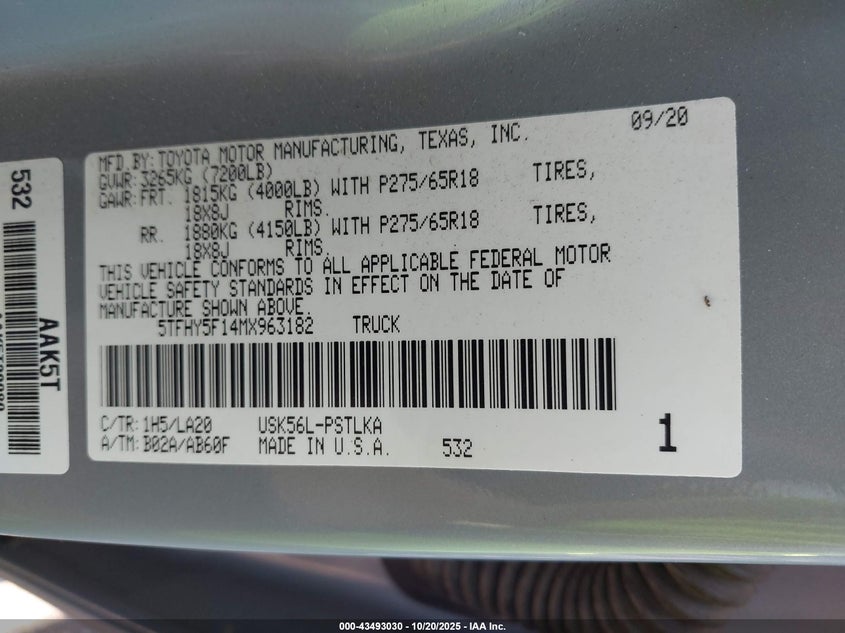 532
AAK5T
09/20
MFD.BY:TOYOTA MOTOR MANUFACTURING, TEXAS, INC.
GVWR:3265KG (7200LB)
GAWR:FRT. 1815KG (4000LB) WITH P275/65R18 TIRES,
18X8J RIMS.
RR. 1880KG (4150LB) WITH P275/65R18 TIRES,
18X8J RIMS.
THIS VEHICLE CONFORMS TO ALL APPLICABLE FEDERAL MOTOR
VEHICLE SAFETY STANDARDS IN EFFECT ON THE DATE OF
MANUFACTURE SHOWN ABOVE.
5TFHY5F14MX963182 TRUCK
C/TR:1H5/LA20 USK56L-PSTLKA
A/TM:B02A/AB60F MADE IN U.S.A. 532
1
000-43493030 - 10/20/2025 - IAA Inc.